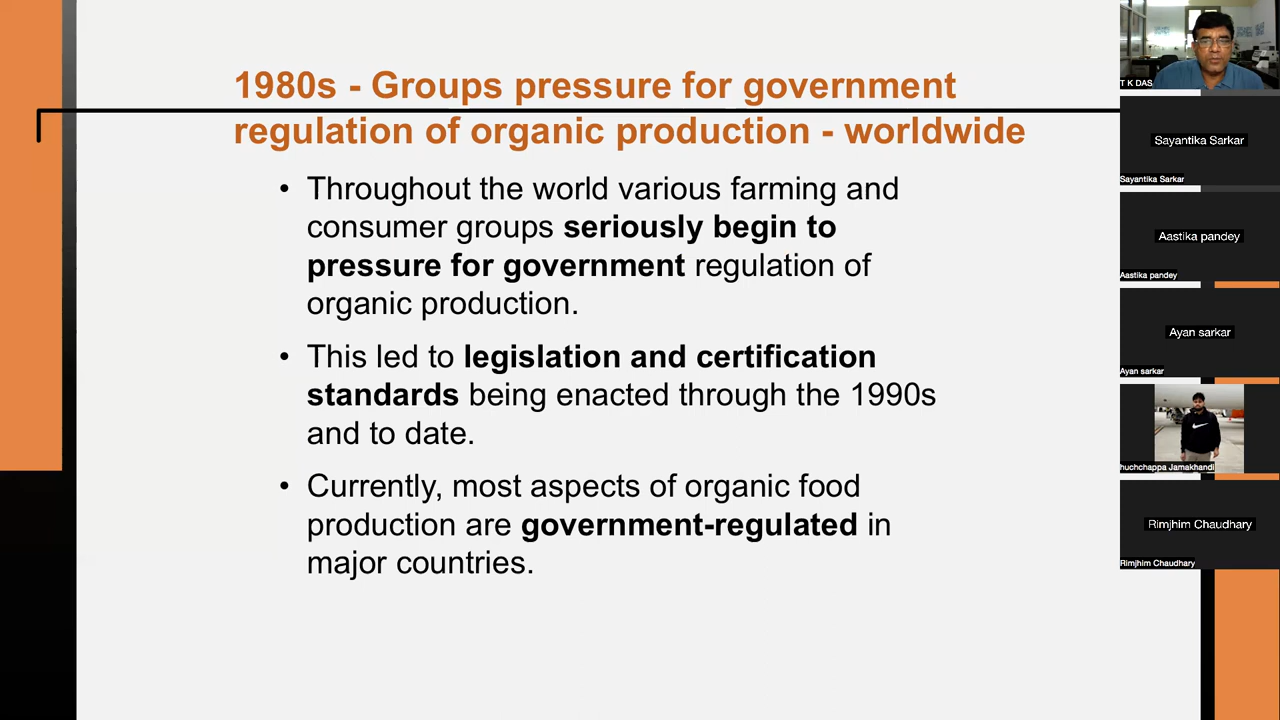 1980s - Groups pressure for government
regulation of organic production - worldwide
• Throughout the world various farming and
consumer groups seriously begin to
pressure for government regulation of
organic production.
• This led to legislation and certification
standards being enacted through the 1990s
and to date.
• Currently, most aspects of organic food
production are government-regulated in
major countries.
T K DAS
Sayantika Sarkar
Sayantika Sarkar
Aastika pandey
Aastika pandey
Ayan sarkar
Ayan sarkar
huchchappa Jamakhandi
Rimjhim Chaudhary
Rimjhim Chaudhary